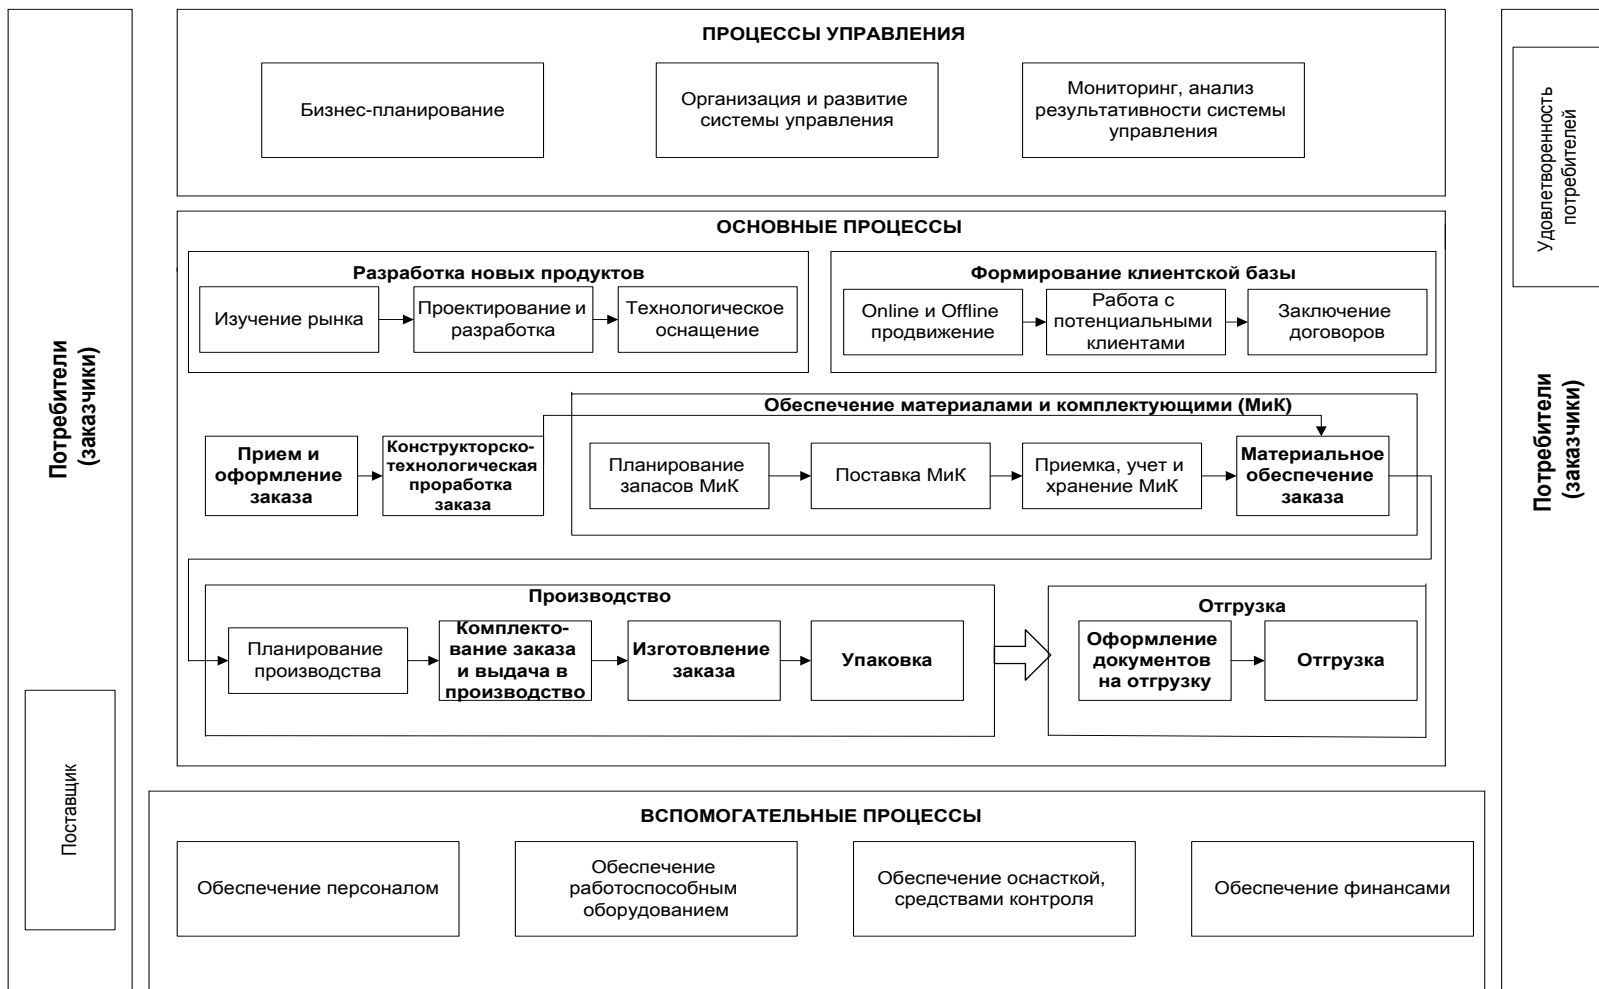 ПРОЦЕССЫ УПРАВЛЕНИЯ
Бизнес-планирование
Организация и развитие
системы управления
Мониторинг, анализ
результативности системы
управления
Удовлетворенность
потребителей
Потребители
(заказчики)
Поставщик
Потребители
(заказчики)
ОСНОВНЫЕ ПРОЦЕССЫ
Разработка новых продуктов
Изучение рынка
Проектирование и
разработка
Технологическое
оснащение
Формирование клиентской базы
Online и Offline
продвижение
Работа с
потенциальными
клиентами
Заключение
договоров
Прием и
оформление
заказа
Конструкторско-
технологическая
проработка
заказа
Обеспечение материалами и комплектующими (МиК)
Планирование
запасов МиК
Поставка МиК
Приемка, учет и
хранение МиК
Материальное
обеспечение
заказа
Производство
Планирование
производства
Комплекто-
вание заказа
и выдача в
производство
Изготовление
заказа
Упаковка
Отгрузка
Оформление
документов
на отгрузку
Отгрузка
ВСПОМОГАТЕЛЬНЫЕ ПРОЦЕССЫ
Обеспечение персоналом
Обеспечение
работоспособным
оборудованием
Обеспечение оснасткой,
средствами контроля
Обеспечение финансами